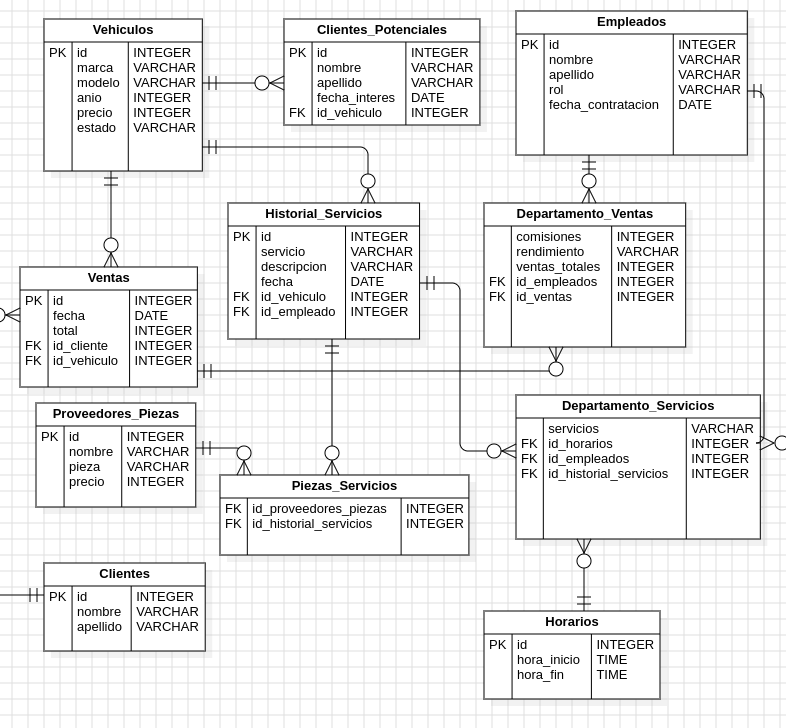 Vehiculos
PK id INTEGER
marca VARCHAR
modelo VARCHAR
anio INTEGER
precio INTEGER
estado VARCHAR
Clientes_Potenciales
PK id INTEGER
nombre VARCHAR
apellido VARCHAR
fecha_interes DATE
FK id_vehiculo INTEGER
Empleados
PK id INTEGER
nombre VARCHAR
apellido VARCHAR
rol VARCHAR
fecha_contratacion DATE
Historial_Servicios
PK id INTEGER
servicio VARCHAR
descripcion VARCHAR
fecha DATE
FK id_vehiculo INTEGER
FK id_empleado INTEGER
Departamento_Ventas
comisiones INTEGER
rendimiento VARCHAR
ventas_totales INTEGER
FK id_empleados INTEGER
FK id_ventas INTEGER
Ventas
PK id INTEGER
fecha DATE
total INTEGER
FK id_cliente INTEGER
FK id_vehiculo INTEGER
Proveedores_Piezas
PK id INTEGER
nombre VARCHAR
pieza VARCHAR
precio INTEGER
Departamento_Servicios
servicios VARCHAR
FK id_horarios INTEGER
FK id_empleados INTEGER
FK id_historial_servicios INTEGER
Piezas_Servicios
FK id_proveedores_piezas INTEGER
FK id_historial_servicios INTEGER
Clientes
PK id INTEGER
nombre VARCHAR
apellido VARCHAR
Horarios
PK id INTEGER
hora_inicio TIME
hora_fin TIME